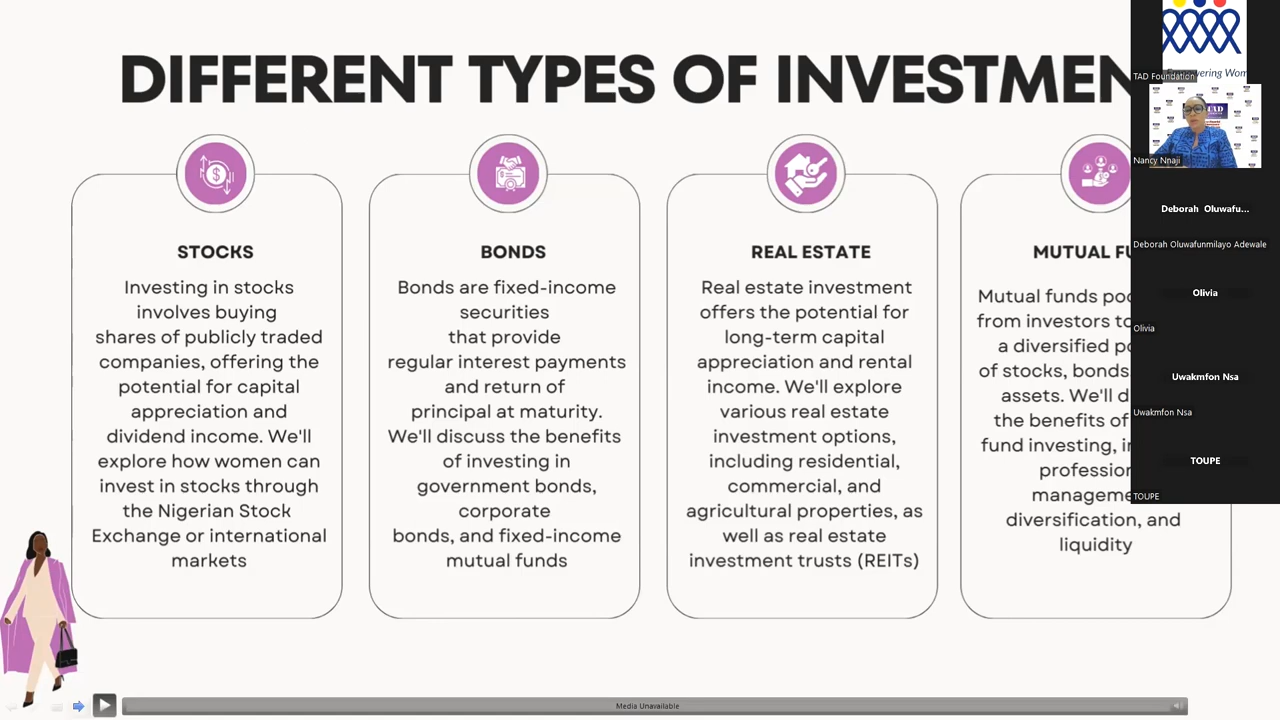 DIFFERENT TYPES OF INVESTMEN
STOCKS
Investing in stocks
involves buying
shares of publicly traded
companies, offering the
potential for capital
appreciation and
dividend income. We'll
explore how women can
invest in stocks through
the Nigerian Stock
Exchange or international
markets
BONDS
Bonds are fixed-income
securities
that provide
regular interest payments
and return of
principal at maturity.
We'll discuss the benefits
of investing in
government bonds,
corporate
bonds, and fixed-income
mutual funds
REAL ESTATE
Real estate investment
offers the potential for
long-term capital
appreciation and rental
income. We'll explore
various real estate
investment options,
including residential,
commercial, and
agricultural properties, as
well as real estate
investment trusts (REITs)
MUTUAL
Mutual funds
from investors
a diversified
of stocks, bonds
assets. We'll
the benefits of
fund investing,
diversification, and
liquidity
TAD Foundation
Nancy Nnaji
Deborah Oluwafu...
Deborah Oluwafunmilayo Adewale
Olivia
Olivia
Uwakmfon Nsa
Uwakmfon Nsa
TOUPE
TOUPE
Media Unavailable